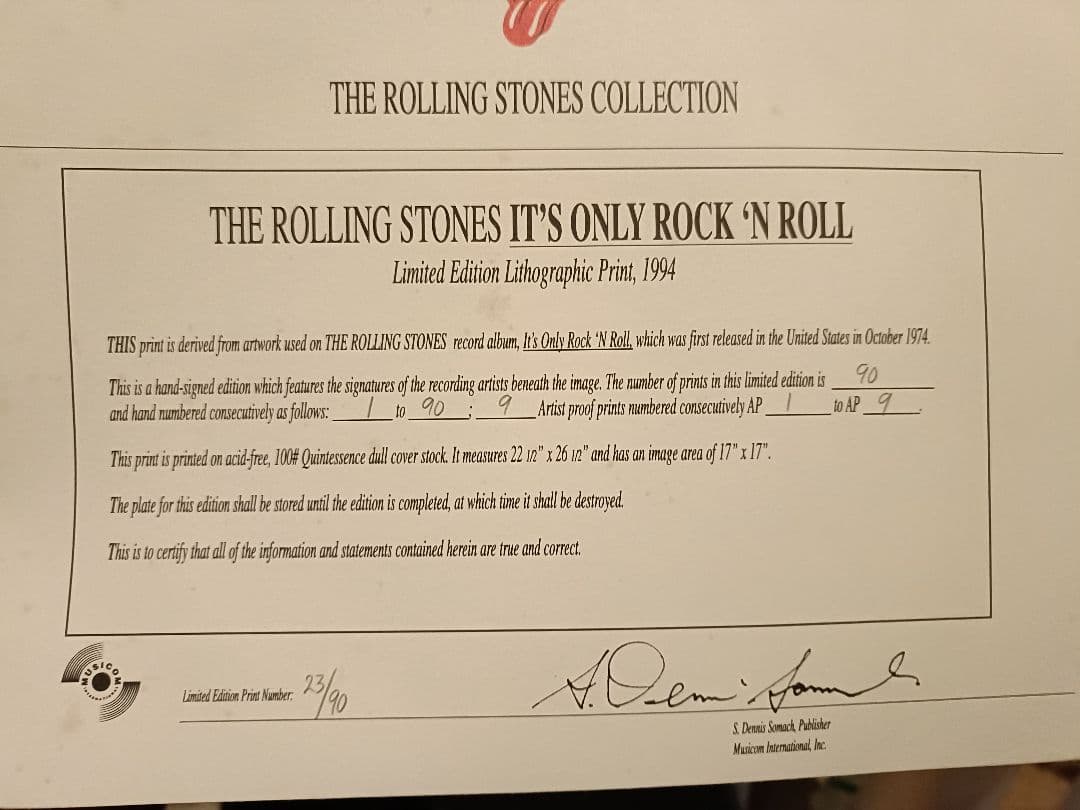 THE ROLLING STONES COLLECTION
THE ROLLING STONES IT'S ONLY ROCK 'N ROLL
Limited Edition Lithographic Print, 1994
THIS print is derived from artwork used on THE ROLLING STONES record album, It's Only Rock 'N Roll, which was first released in the United States in October 1974.
This is a hand-signed edition which features the signatures of the recording artists beneath the image. The number of prints in this limited edition is 90
and hand numbered consecutively as follows: 1 to 90 ; 9 Artist proof prints numbered consecutively AP 1 to AP 9.
This print is printed on acid-free, 100# Quintessence dull cover stock. It measures 22 1/2" x 26 1/2" and has an image area of 17" x 17".
The plate for this edition shall be stored until the edition is completed, at which time it shall be destroyed.
This is to certify that all of the information and statements contained herein are true and correct.
MUSICOM
Limited Edition Print Number: 23/90
S. Dennis Somach
S. Dennis Somach, Publisher
Musicom International, Inc.